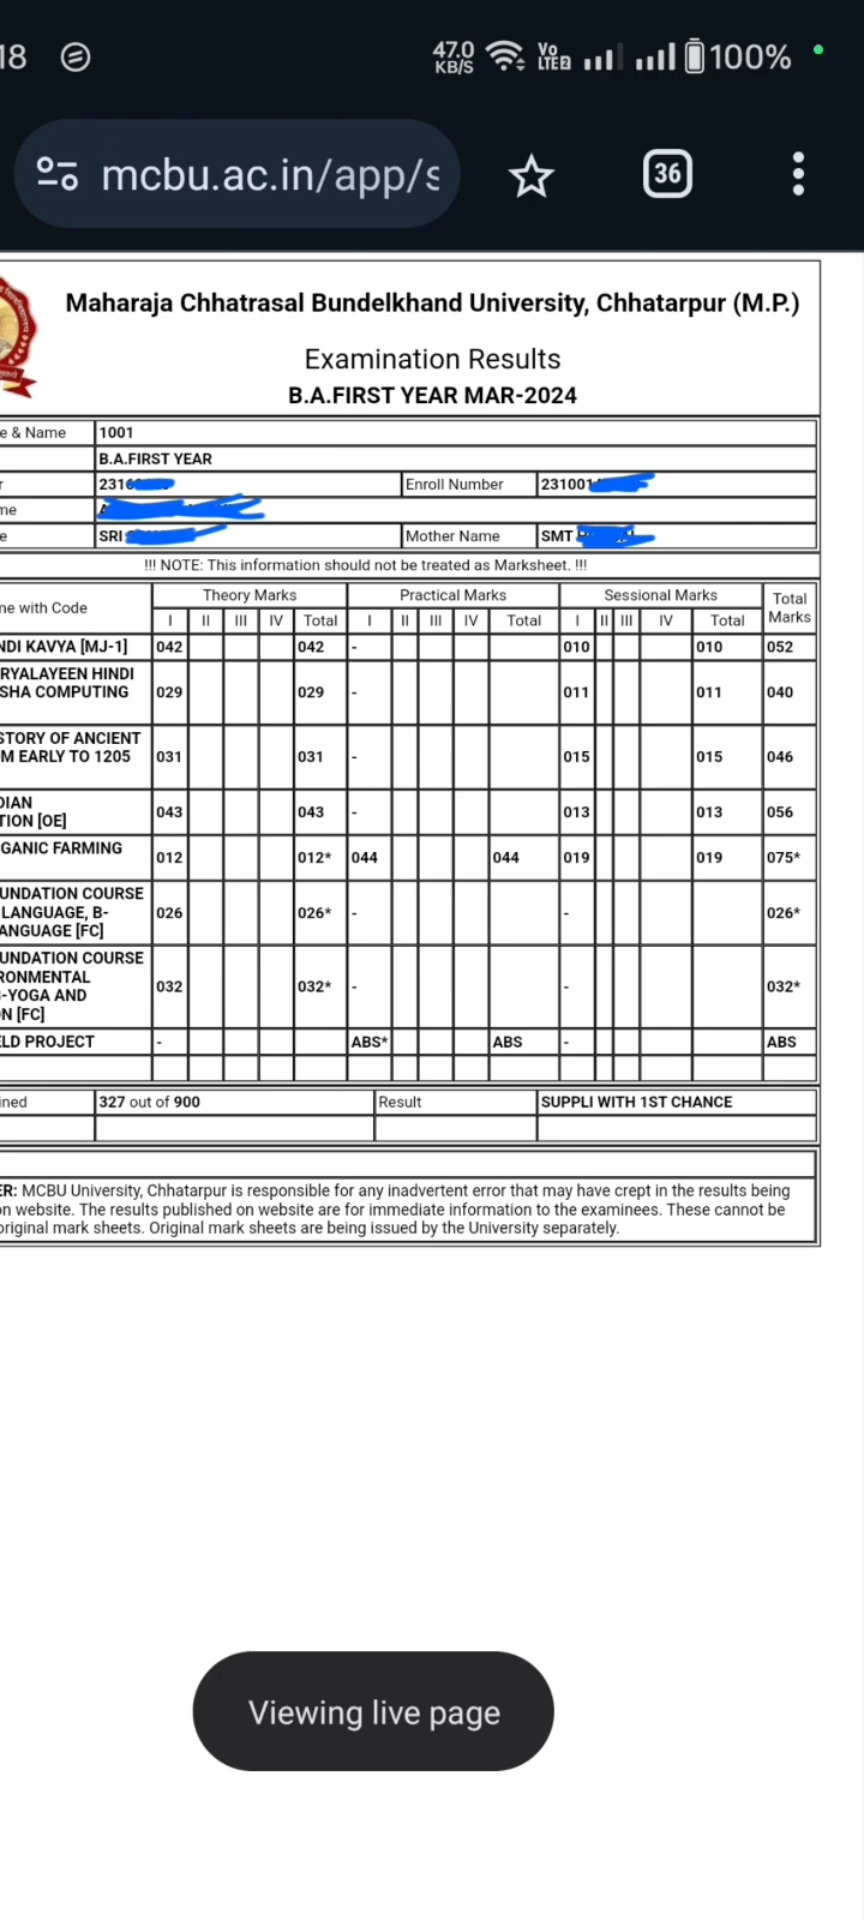 18
47.0
KB/S
Vo
LTE2
100%
mcbu.ac.in/app/s
36
Maharaja Chhatrasal Bundelkhand University, Chhatarpur (M.P.)
Examination Results
B.A.FIRST YEAR MAR-2024
e & Name 1001
B.A.FIRST YEAR
r 231 Enroll Number 231001
me
e SRI Mother Name SMT
!!! NOTE: This information should not be treated as Marksheet. !!!
me with Code Theory Marks Practical Marks Sessional Marks Total Marks
I II III IV Total I II III IV Total I II III IV Total
NDI KAVYA [MJ-1] 042 042 - 010 010 052
RYALAYEEN HINDI
SHA COMPUTING 029 029 - 011 011 040
STORY OF ANCIENT
M EARLY TO 1205 031 031 - 015 015 046
DIAN
TION [OE] 043 043 - 013 013 056
GANIC FARMING 012 012* 044 044 019 019 075*
UNDATION COURSE
LANGUAGE, B- 026 026* - - 026*
ANGUAGE [FC]
UNDATION COURSE
RONMENTAL 032 032* - - 032*
-YOGA AND
N [FC]
LD PROJECT - ABS* ABS - ABS
ined 327 out of 900 Result SUPPLI WITH 1ST CHANCE
ER: MCBU University, Chhatarpur is responsible for any inadvertent error that may have crept in the results being
on website. The results published on website are for immediate information to the examinees. These cannot be
original mark sheets. Original mark sheets are being issued by the University separately.
Viewing live page